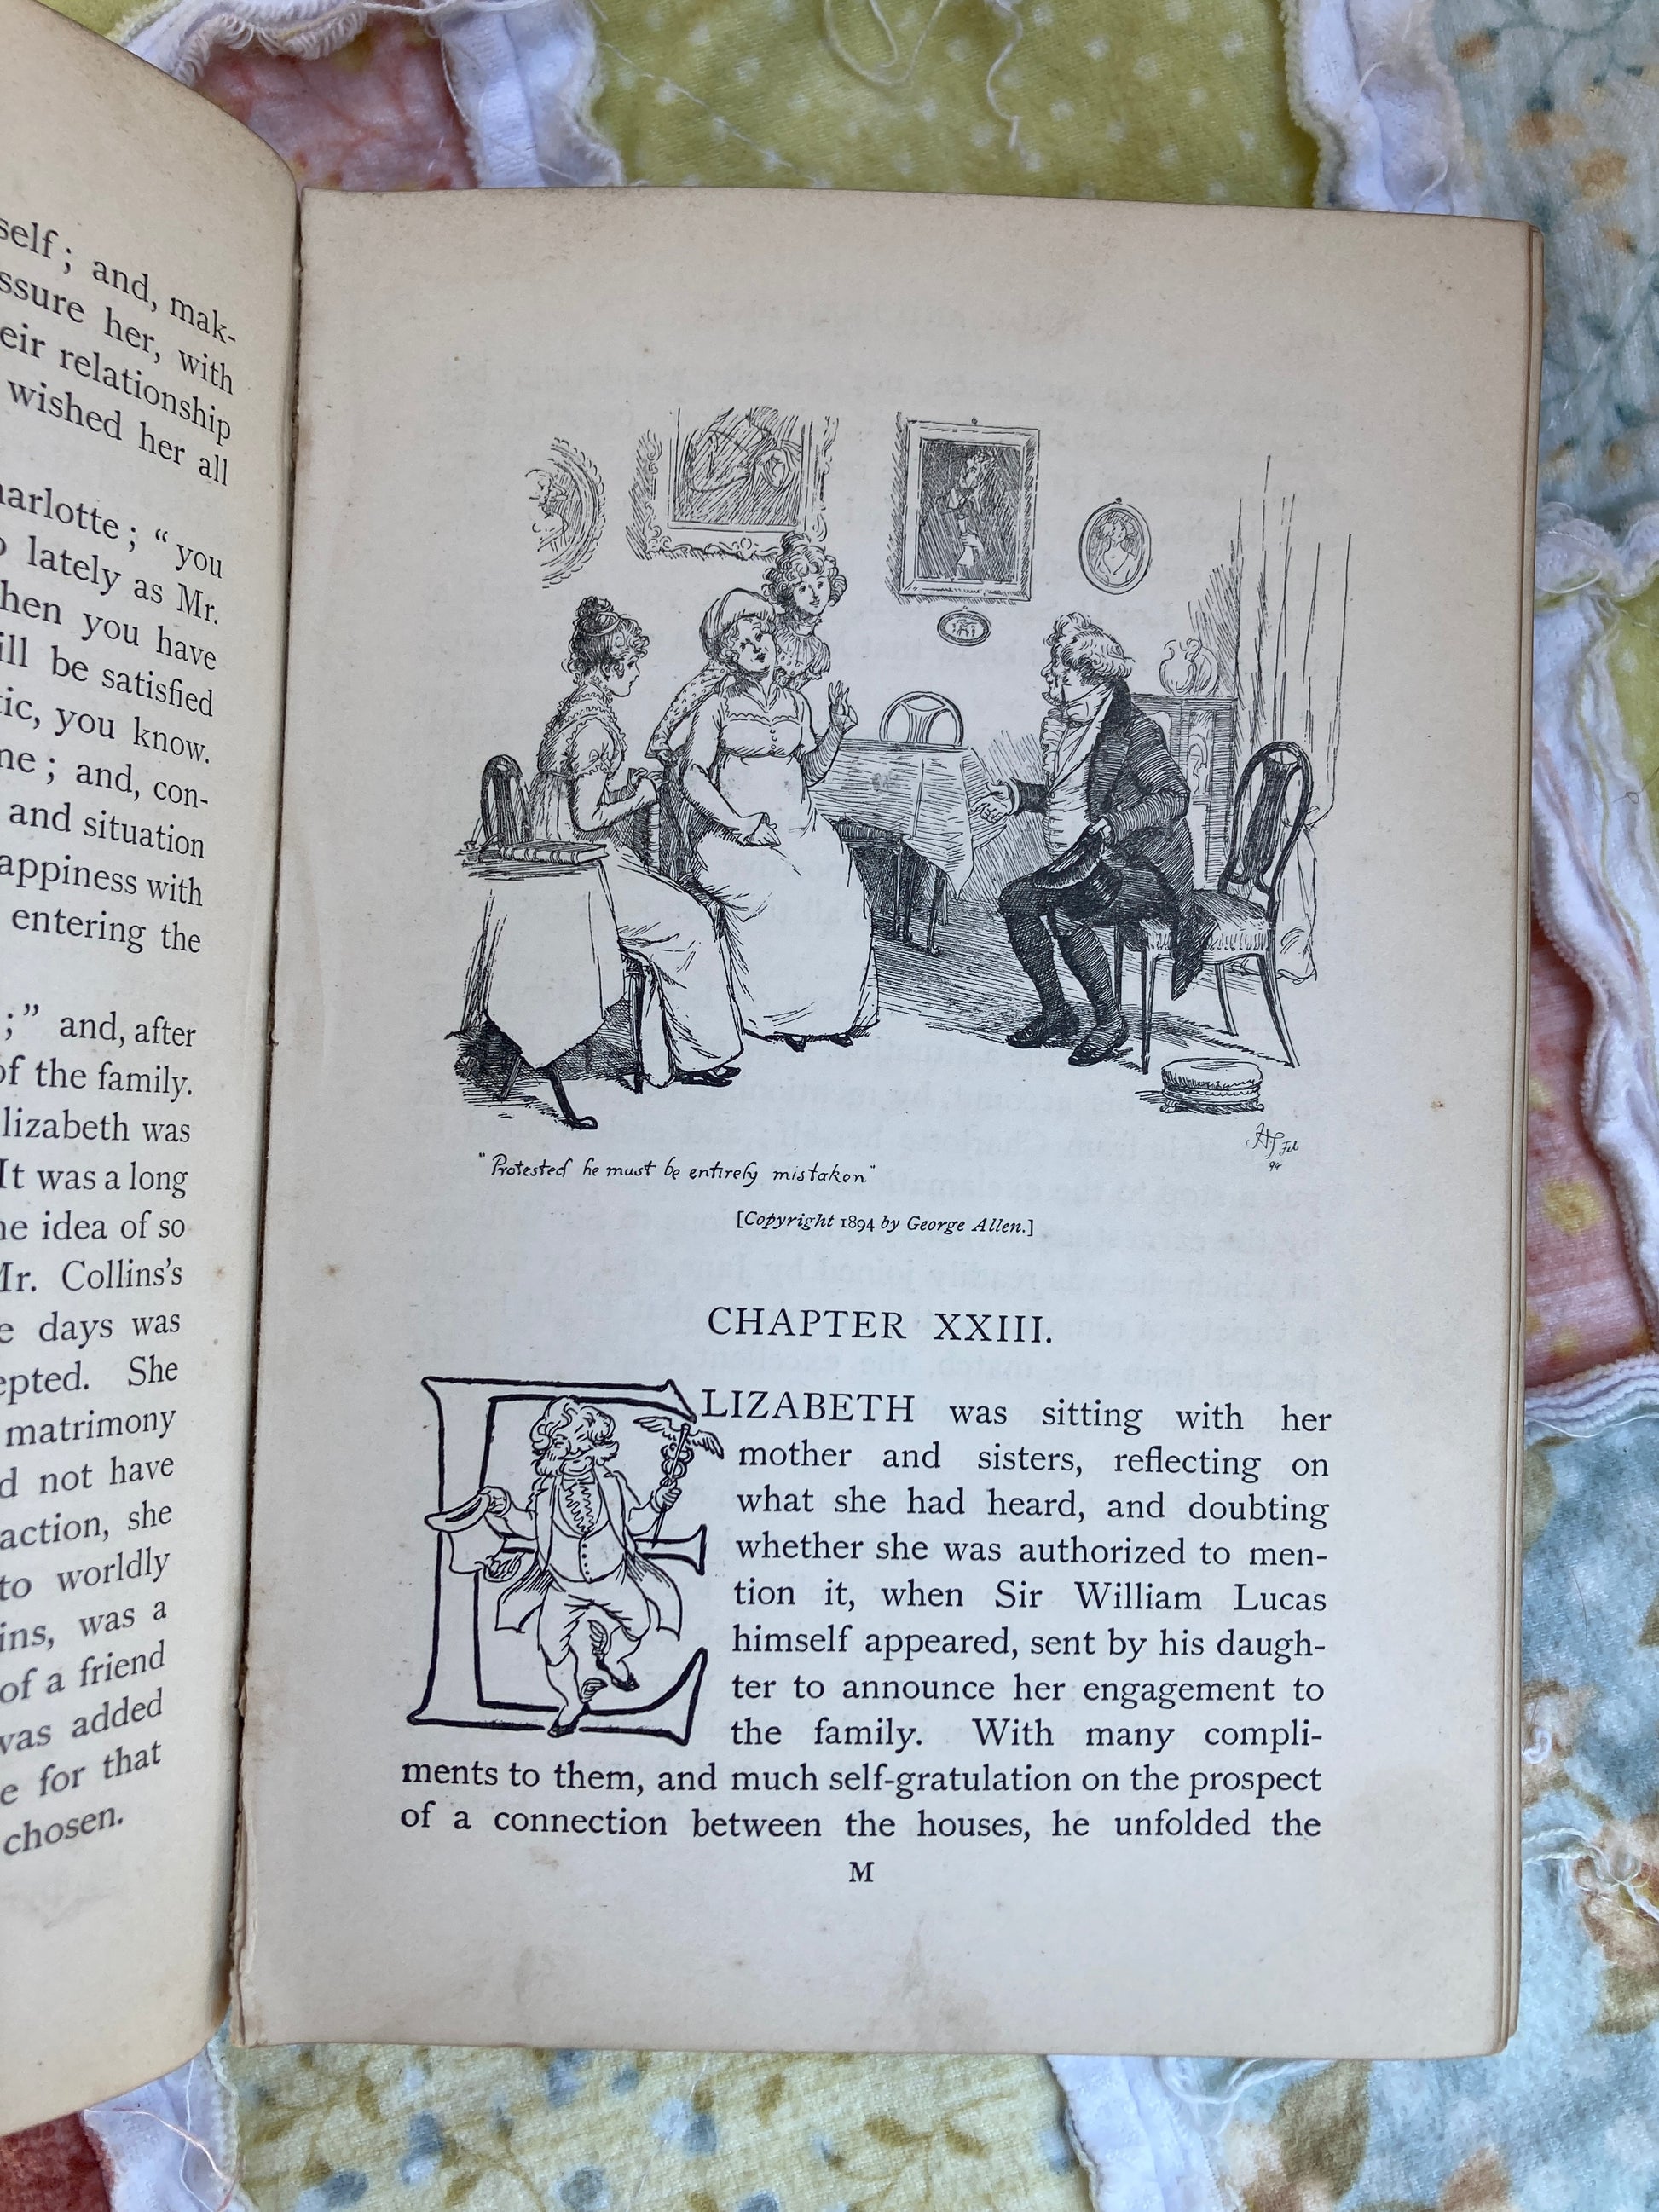 self; and, mak-
ssure her, with
eir relationship
wished her all
harlotte; “you
lately as Mr.
hen you have
ill be satisfied
tic, you know.
me; and, con-
and situation
appiness with
entering the
;” and, after
of the family.
lizabeth was
It was a long
he idea of so
Mr. Collins's
e days was
epted. She
matrimony
d not have
action, she
to worldly
ins, was a
of a friend
was added
e for that
chosen.
HT Feb
94
"Protested he must be entirely mistaken"
[Copyright 1894 by George Allen.]
CHAPTER XXIII.
ELIZABETH was sitting with her
mother and sisters, reflecting on
what she had heard, and doubting
whether she was authorized to men-
tion it, when Sir William Lucas
himself appeared, sent by his daugh-
ter to announce her engagement to
the family. With many compli-
ments to them, and much self-gratulation on the prospect
of a connection between the houses, he unfolded the
M